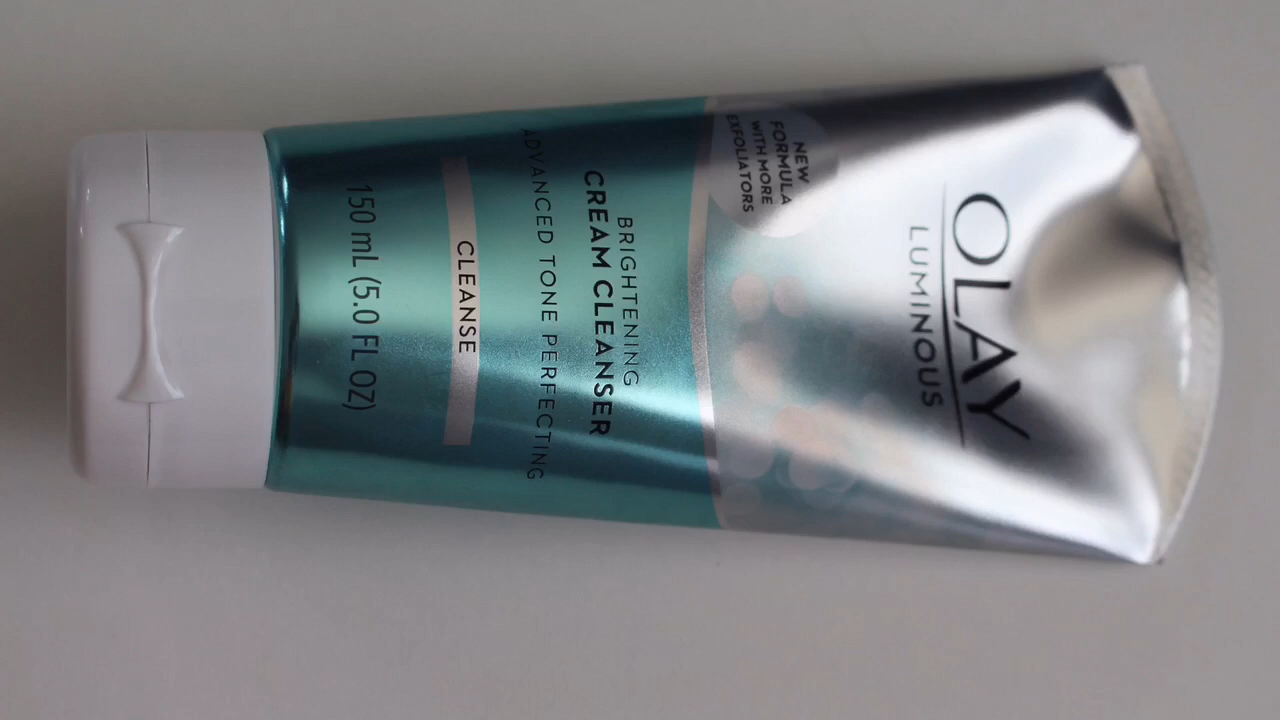 OLAY
LUMINOUS
NEW
FORMULA
WITH MORE
EXFOLIATORS
BRIGHTENING
CREAM CLEANSER
ADVANCED TONE PERFECTING
CLEANSE
150 mL (5.0 FL OZ)